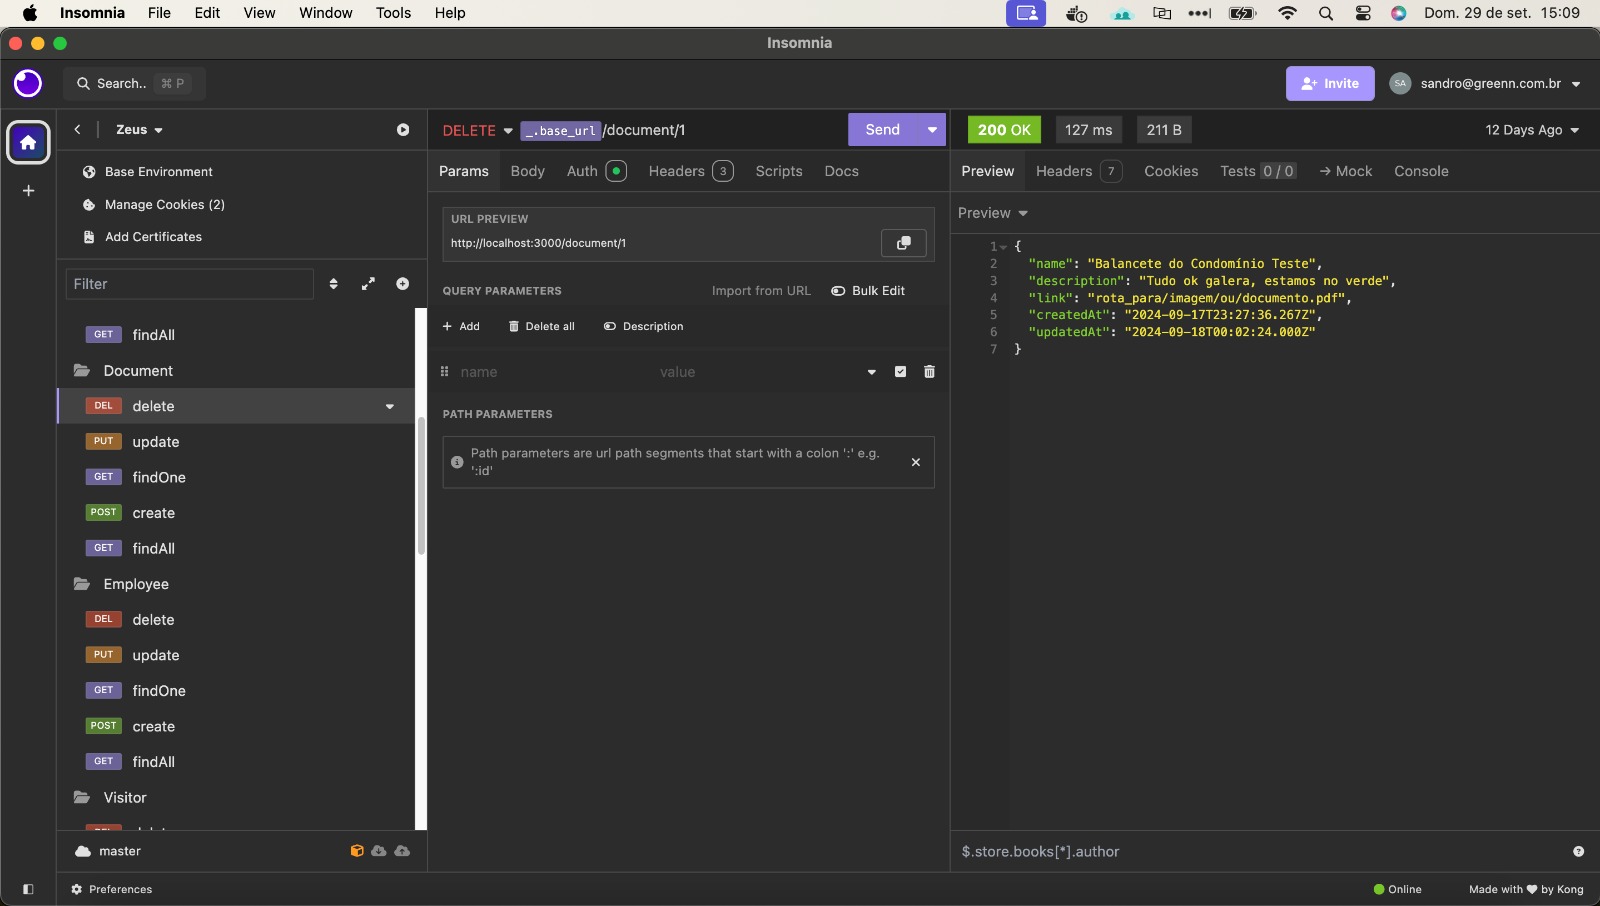 Insomnia File Edit View Window Tools Help Dom. 29 de set. 15:09
Insomnia
Search.. ⌘ P Invite SA sandro@greenn.com.br
Zeus
Base Environment
Manage Cookies (2)
Add Certificates
Filter
GET findAll
Document
DEL delete
PUT update
GET findOne
POST create
GET findAll
Employee
DEL delete
PUT update
GET findOne
POST create
GET findAll
Visitor
master
DELETE _.base_url/document/1 Send
Params Body Auth Headers 3 Scripts Docs
URL PREVIEW
http://localhost:3000/document/1
QUERY PARAMETERS Import from URL Bulk Edit
+ Add Delete all Description
name value
PATH PARAMETERS
Path parameters are url path segments that start with a colon ':' e.g.
':id'
200 OK 127 ms 211 B 12 Days Ago
Preview Headers 7 Cookies Tests 0 / 0 → Mock Console
Preview
1 {
2 "name": "Balancete do Condomínio Teste",
3 "description": "Tudo ok galera, estamos no verde",
4 "link": "rota_para/imagem/ou/documento.pdf",
5 "createdAt": "2024-09-17T23:27:36.267Z",
6 "updatedAt": "2024-09-18T00:02:24.000Z"
7 }
$.store.books[*].author
Preferences Online Made with ♥ by Kong